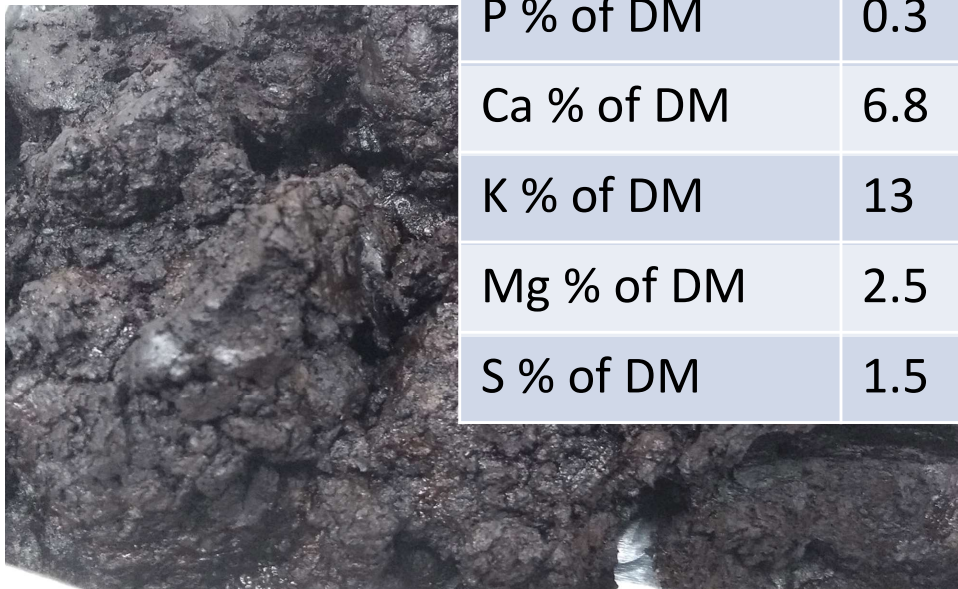 P % of DM 0.3
Ca % of DM 6.8
K % of DM 13
Mg % of DM 2.5
S % of DM 1.5